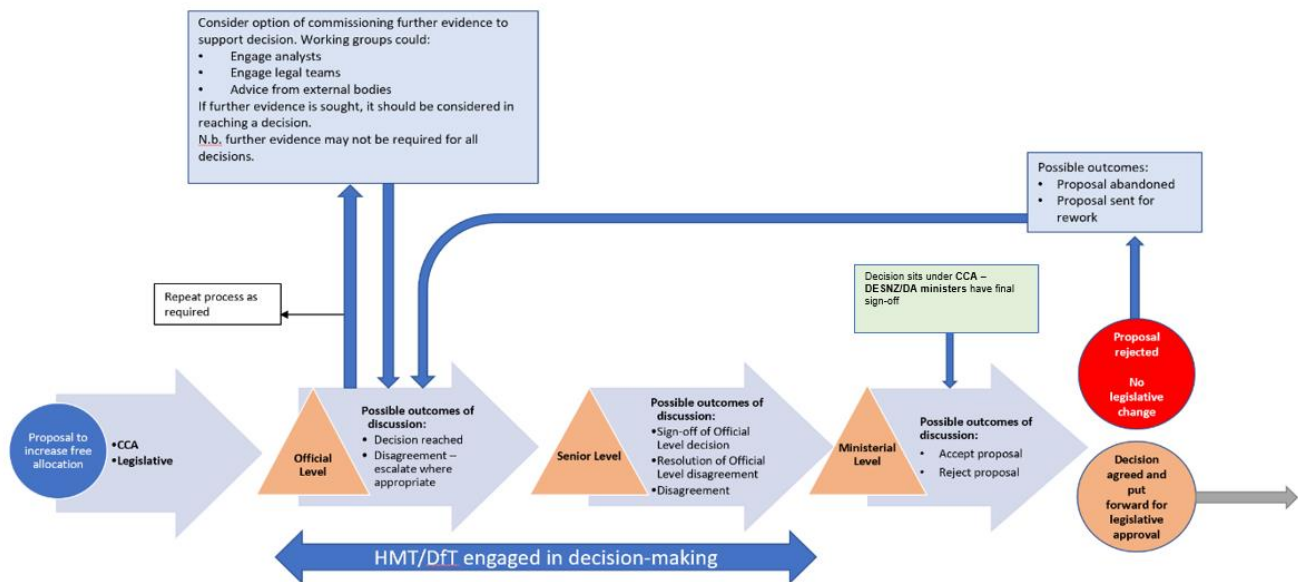 Consider option of commissioning further evidence to
support decision. Working groups could:
• Engage analysts
• Engage legal teams
• Advice from external bodies
If further evidence is sought, it should be considered in
reaching a decision.
N.b. further evidence may not be required for all
decisions.
Possible outcomes:
• Proposal abandoned
• Proposal sent for
rework
Repeat process as
required
Decision sits under CCA –
DESNZ/DA ministers have final
sign-off
Proposal to
increase free
allocation
•CCA
•Legislative
Official
Level
Possible outcomes of
discussion:
• Decision reached
• Disagreement –
escalate where
appropriate
Senior Level
Possible outcomes of
discussion:
•Sign-off of Official
Level decision
•Resolution of Official
Level disagreement
•Disagreement
Ministerial
Level
Possible outcomes of
discussion:
• Accept proposal
• Reject proposal
Proposal
rejected
No
legislative
change
Decision
agreed and
put
forward for
legislative
approval
HMT/DfT engaged in decision-making